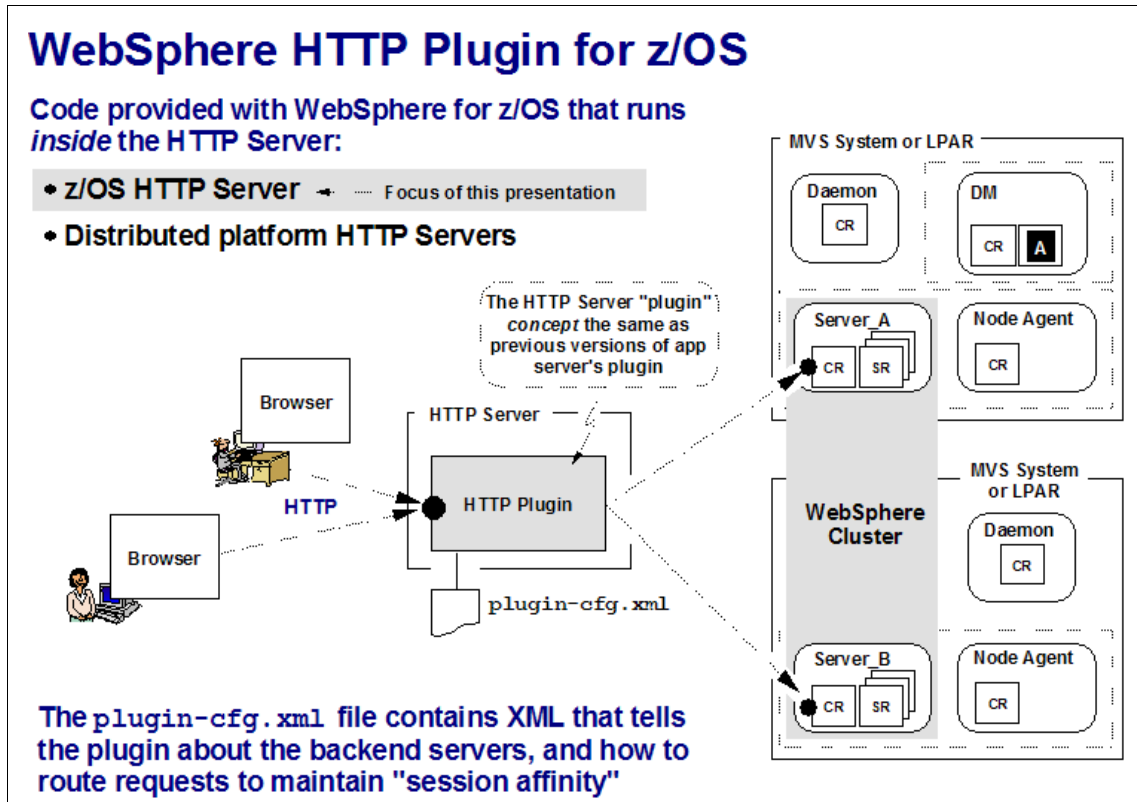 WebSphere HTTP Plugin for z/OS
Code provided with WebSphere for z/OS that runs
inside the HTTP Server:
• z/OS HTTP Server
Focus of this presentation
• Distributed platform HTTP Servers
The HTTP Server "plugin"
concept the same as
previous versions of app
server's plugin
Browser
Browser
HTTP
HTTP Server
HTTP Plugin
plugin-cfg.xml
MVS System or LPAR
Daemon
CR
DM
CR
A
Server_A
CR
SR
Node Agent
CR
WebSphere
Cluster
MVS System
or LPAR
Daemon
CR
Server_B
CR
SR
Node Agent
CR
The plugin-cfg.xml file contains XML that tells
the plugin about the backend servers, and how to
route requests to maintain "session affinity"